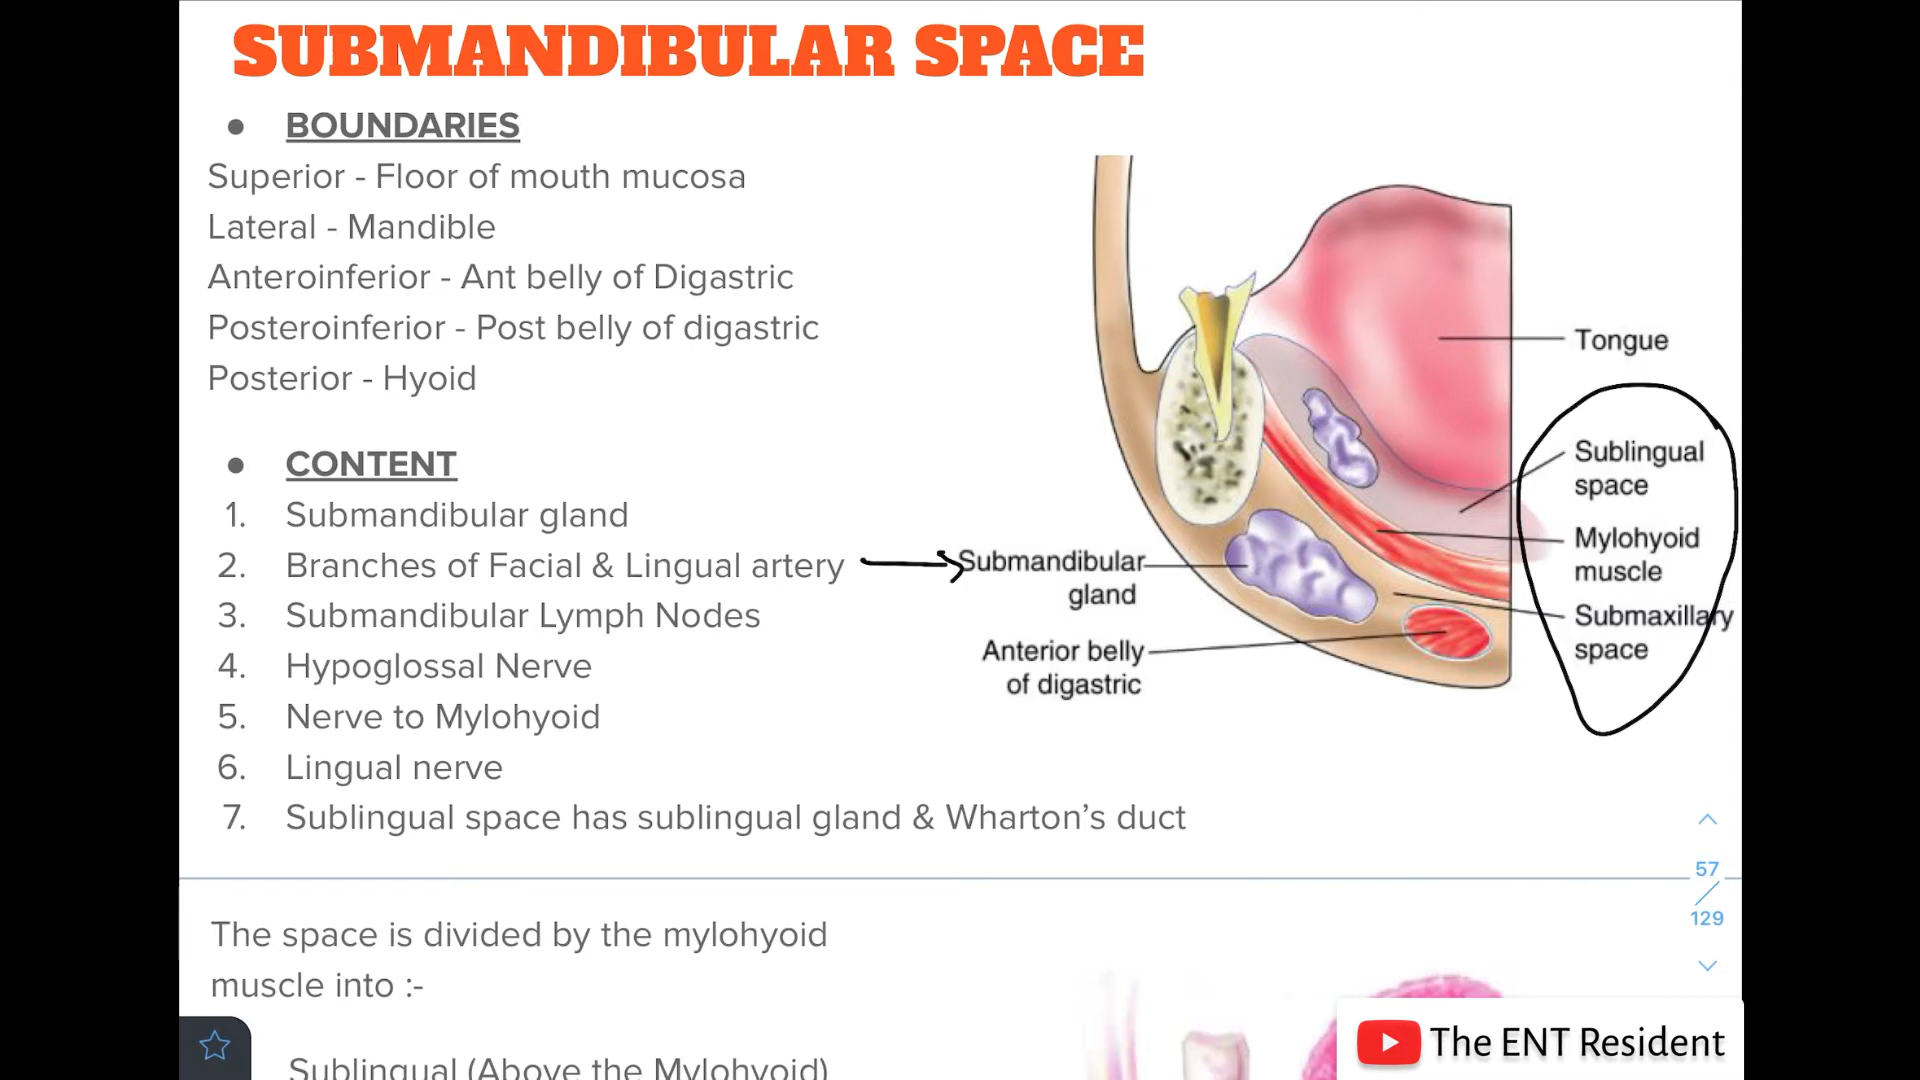 SUBMANDIBULAR SPACE
● BOUNDARIES
Superior - Floor of mouth mucosa
Lateral - Mandible
Anteroinferior - Ant belly of Digastric
Posteroinferior - Post belly of digastric
Posterior - Hyoid
● CONTENT
1. Submandibular gland
2. Branches of Facial & Lingual artery
3. Submandibular Lymph Nodes
4. Hypoglossal Nerve
5. Nerve to Mylohyoid
6. Lingual nerve
7. Sublingual space has sublingual gland & Wharton's duct
Tongue
Sublingual
space
Mylohyoid
muscle
Submaxillary
space
Submandibular
gland
Anterior belly
of digastric
57
129
The space is divided by the mylohyoid
muscle into :-
Sublingual (Above the Mylohyoid)
The ENT Resident